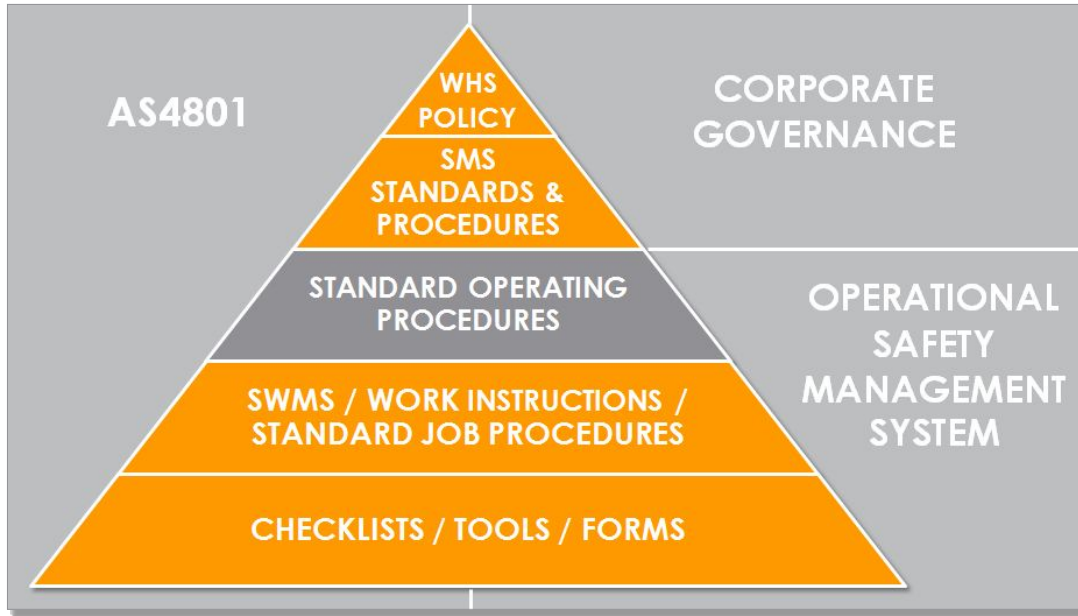 AS4801
WHS
POLICY
SMS
STANDARDS &
PROCEDURES
STANDARD OPERATING
PROCEDURES
SWMS / WORK INSTRUCTIONS /
STANDARD JOB PROCEDURES
CHECKLISTS / TOOLS / FORMS
CORPORATE
GOVERNANCE
OPERATIONAL
SAFETY
MANAGEMENT
SYSTEM